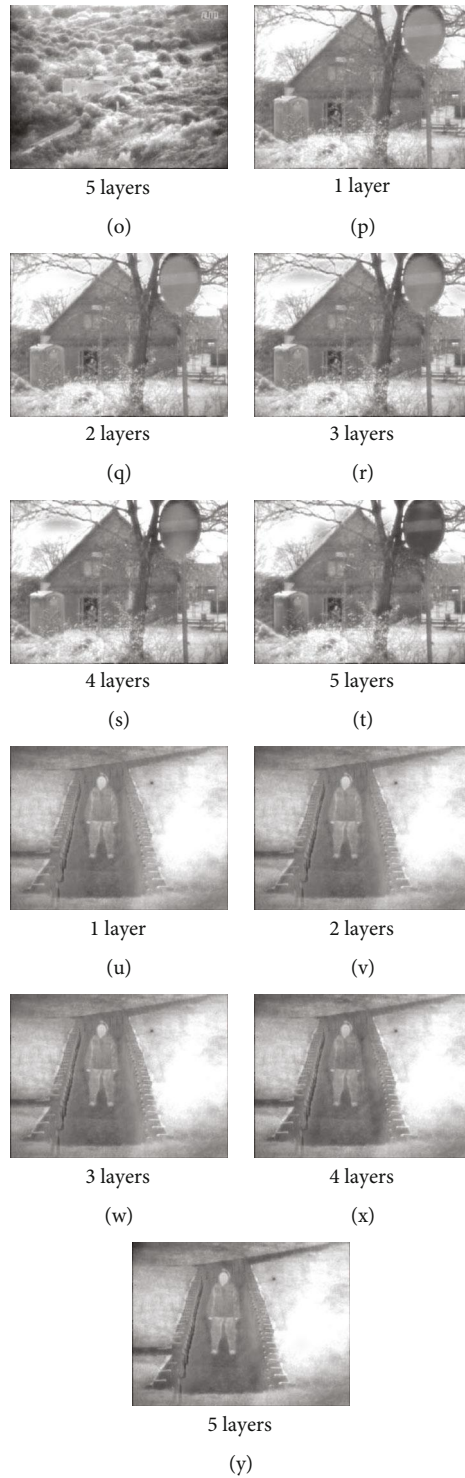 AUTO
5 layers
1 layer
(o)
(p)
2 layers
3 layers
(q)
(r)
4 layers
5 layers
(s)
(t)
1 layer
2 layers
(u)
(v)
3 layers
4 layers
(w)
(x)
5 layers
(y)